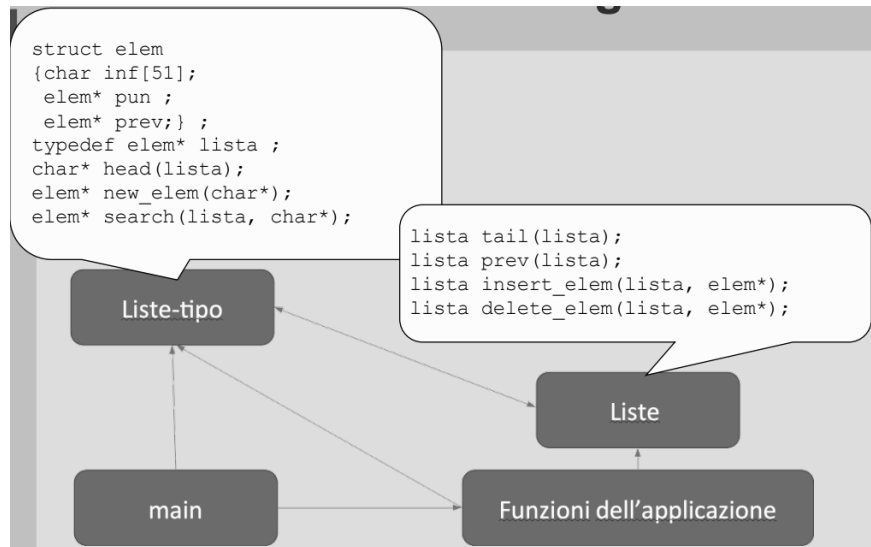 struct elem
{char inf[51];
elem* pun ;
elem* prev;} ;
typedef elem* lista ;
char* head(lista);
elem* new_elem(char*);
elem* search(lista, char*);
lista tail(lista);
lista prev(lista);
lista insert_elem(lista, elem*);
lista delete_elem(lista, elem*);
Liste-tipo
Liste
main
Funzioni dell'applicazione